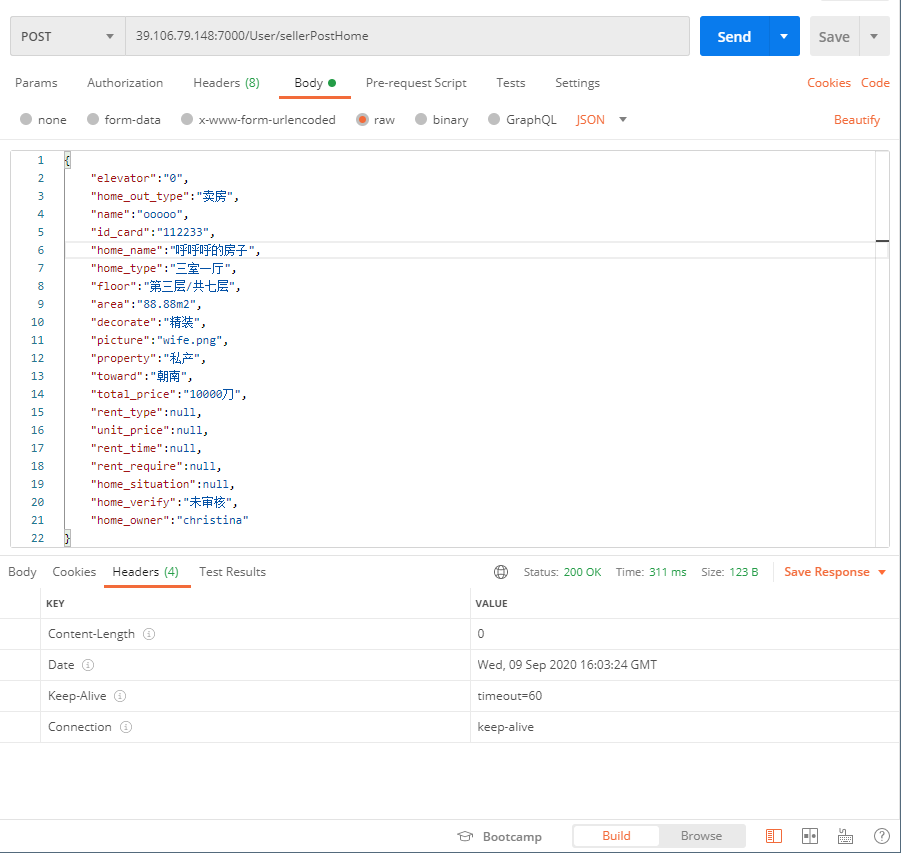 POST 39.106.79.148:7000/User/sellerPostHome Send Save
Params Authorization Headers (8) Body Pre-request Script Tests Settings Cookies Code
none form-data x-www-form-urlencoded raw binary GraphQL JSON Beautify
1 {
2 "elevator":"0",
3 "home_out_type":"卖房",
4 "name":"ooooo",
5 "id_card":"112233",
6 "home_name":"呼呼呼的房子",
7 "home_type":"三室一厅",
8 "floor":"第三层/共七层",
9 "area":"88.88m2",
10 "decorate":"精装",
11 "picture":"wife.png",
12 "property":"私产",
13 "toward":"朝南",
14 "total_price":"10000刀",
15 "rent_type":null,
16 "unit_price":null,
17 "rent_time":null,
18 "rent_require":null,
19 "home_situation":null,
20 "home_verify":"未审核",
21 "home_owner":"christina"
22 }
Body Cookies Headers (4) Test Results Status: 200 OK Time: 311 ms Size: 123 B Save Response
KEY VALUE
Content-Length 0
Date Wed, 09 Sep 2020 16:03:24 GMT
Keep-Alive timeout=60
Connection keep-alive
Bootcamp Build Browse